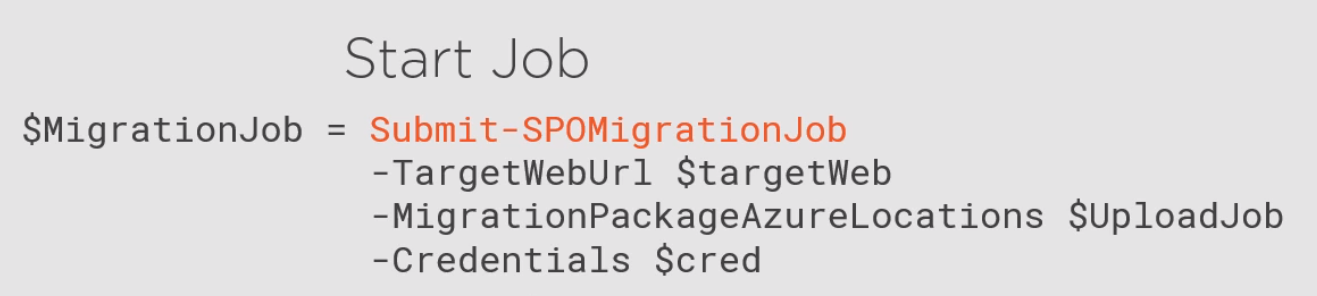 Start Job
$MigrationJob = Submit-SPOMigrationJob
-TargetWebUrl $targetWeb
-MigrationPackageAzureLocations $UploadJob
-Credentials $cred